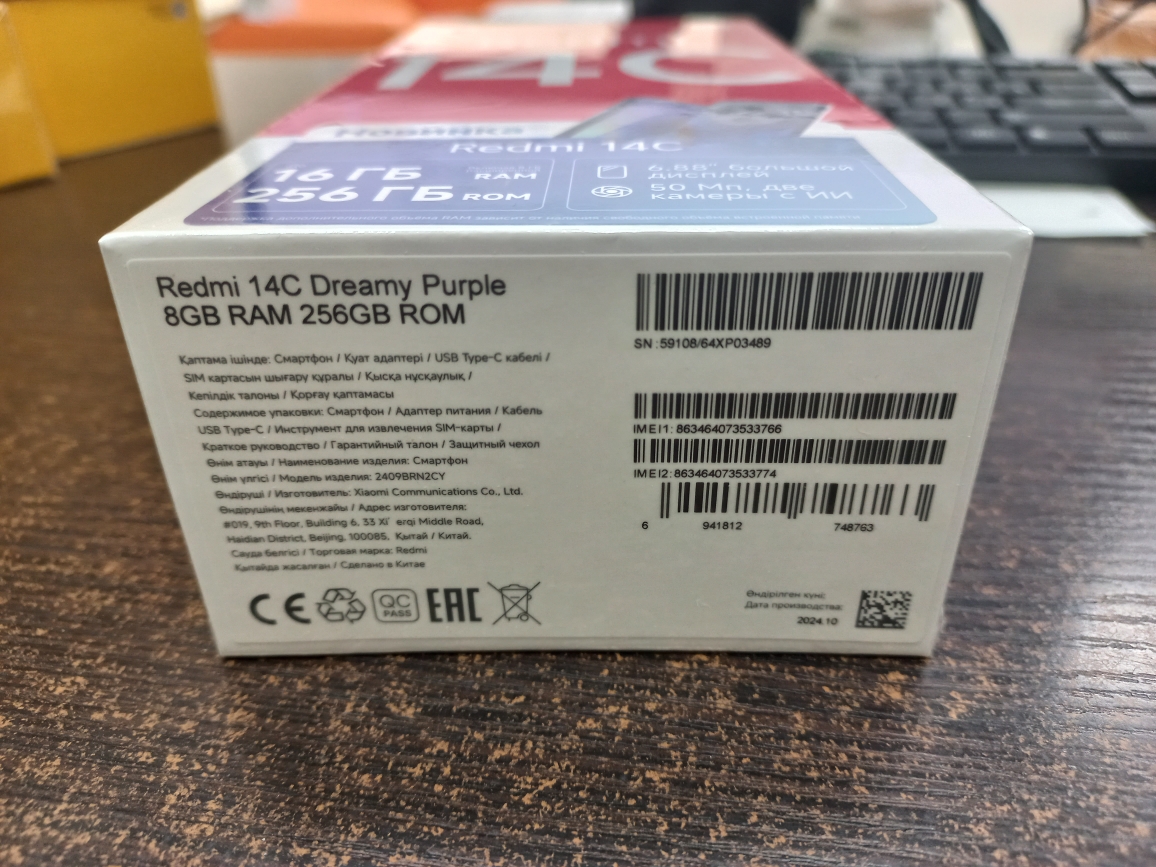 14C
Новинка
Redmi 14C
16 ГБ RAM
256 ГБ ROM
6.88" большой
дисплей
50 Мп, две
камеры с ИИ
Redmi 14C Dreamy Purple
8GB RAM 256GB ROM
Қаптама ішінде: Смартфон / Қуат адаптері / USB Type-C кабелі /
SIM картасын шығару құралы / Қысқа нұсқаулық /
Кепілдік талоны / Қорғау қаптамасы
Содержимое упаковки: Смартфон / Адаптер питания / Кабель
USB Type-C / Инструмент для извлечения SIM-карты /
Краткое руководство / Гарантийный талон / Защитный чехол
Өнім атауы / Наименование изделия: Смартфон
Өнім үлгісі / Модель изделия: 2409BRN2CY
Өндіруші / Изготовитель: Xiaomi Communications Co., Ltd.
Өндірушінің мекенжайы / Адрес изготовителя:
#019, 9th Floor, Building 6, 33 Xi' erqi Middle Road,
Haidian District, Beijing, 100085, Қытай / Китай.
Сауда белгісі / Торговая марка: Redmi
Қытайда жасалған / Сделано в Китае
CE QC PASS EAC
SN:59108/64XP03489
IMEI1: 863464073533766
IMEI2: 863464073533774
6 941812 748763
Өндірілген күні:
Дата производства:
2024.10